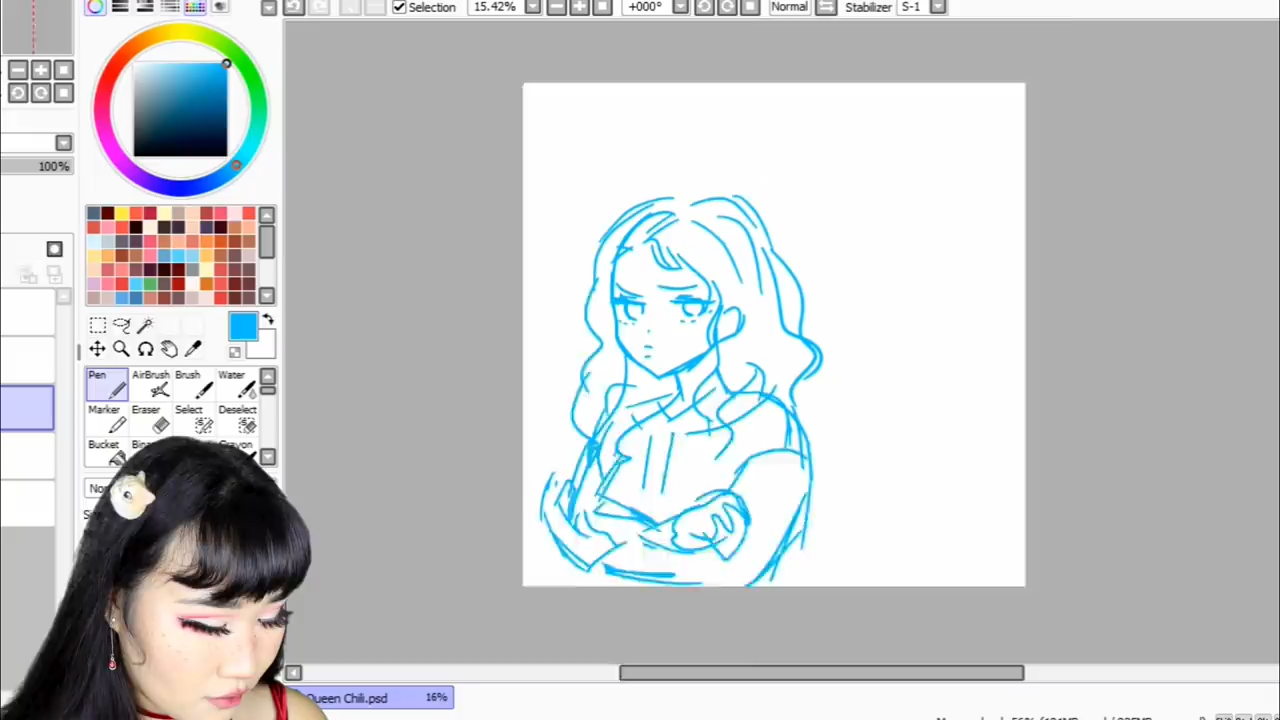 Selection 15.42% +000° Normal Stabilizer S-1
100%
Pen AirBrush Brush Water
Marker Eraser Select Deselect
Bucket
Queen Chili.psd 16%